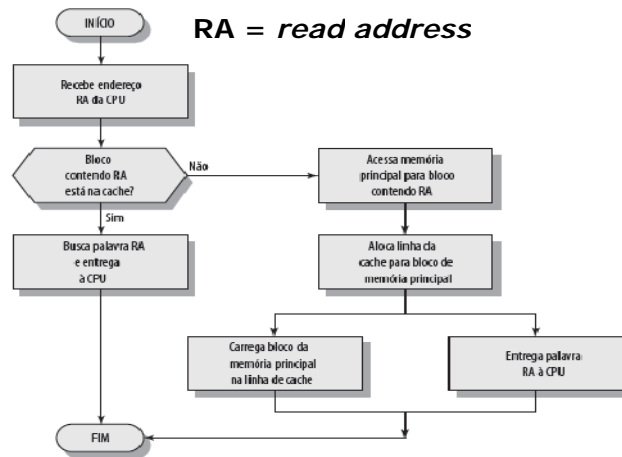 INÍCIO
RA = read address
Recebe endereço
RA da CPU
Bloco
contendo RA
está na cache?
Não
Acessa memória
principal para bloco
contendo RA
Sim
Busca palavra RA
e entrega
à CPU
Aloca linha da
cache para bloco de
memória principal
Carrega bloco da
memória principal
na linha de cache
Entrega palavra
RA à CPU
FIM